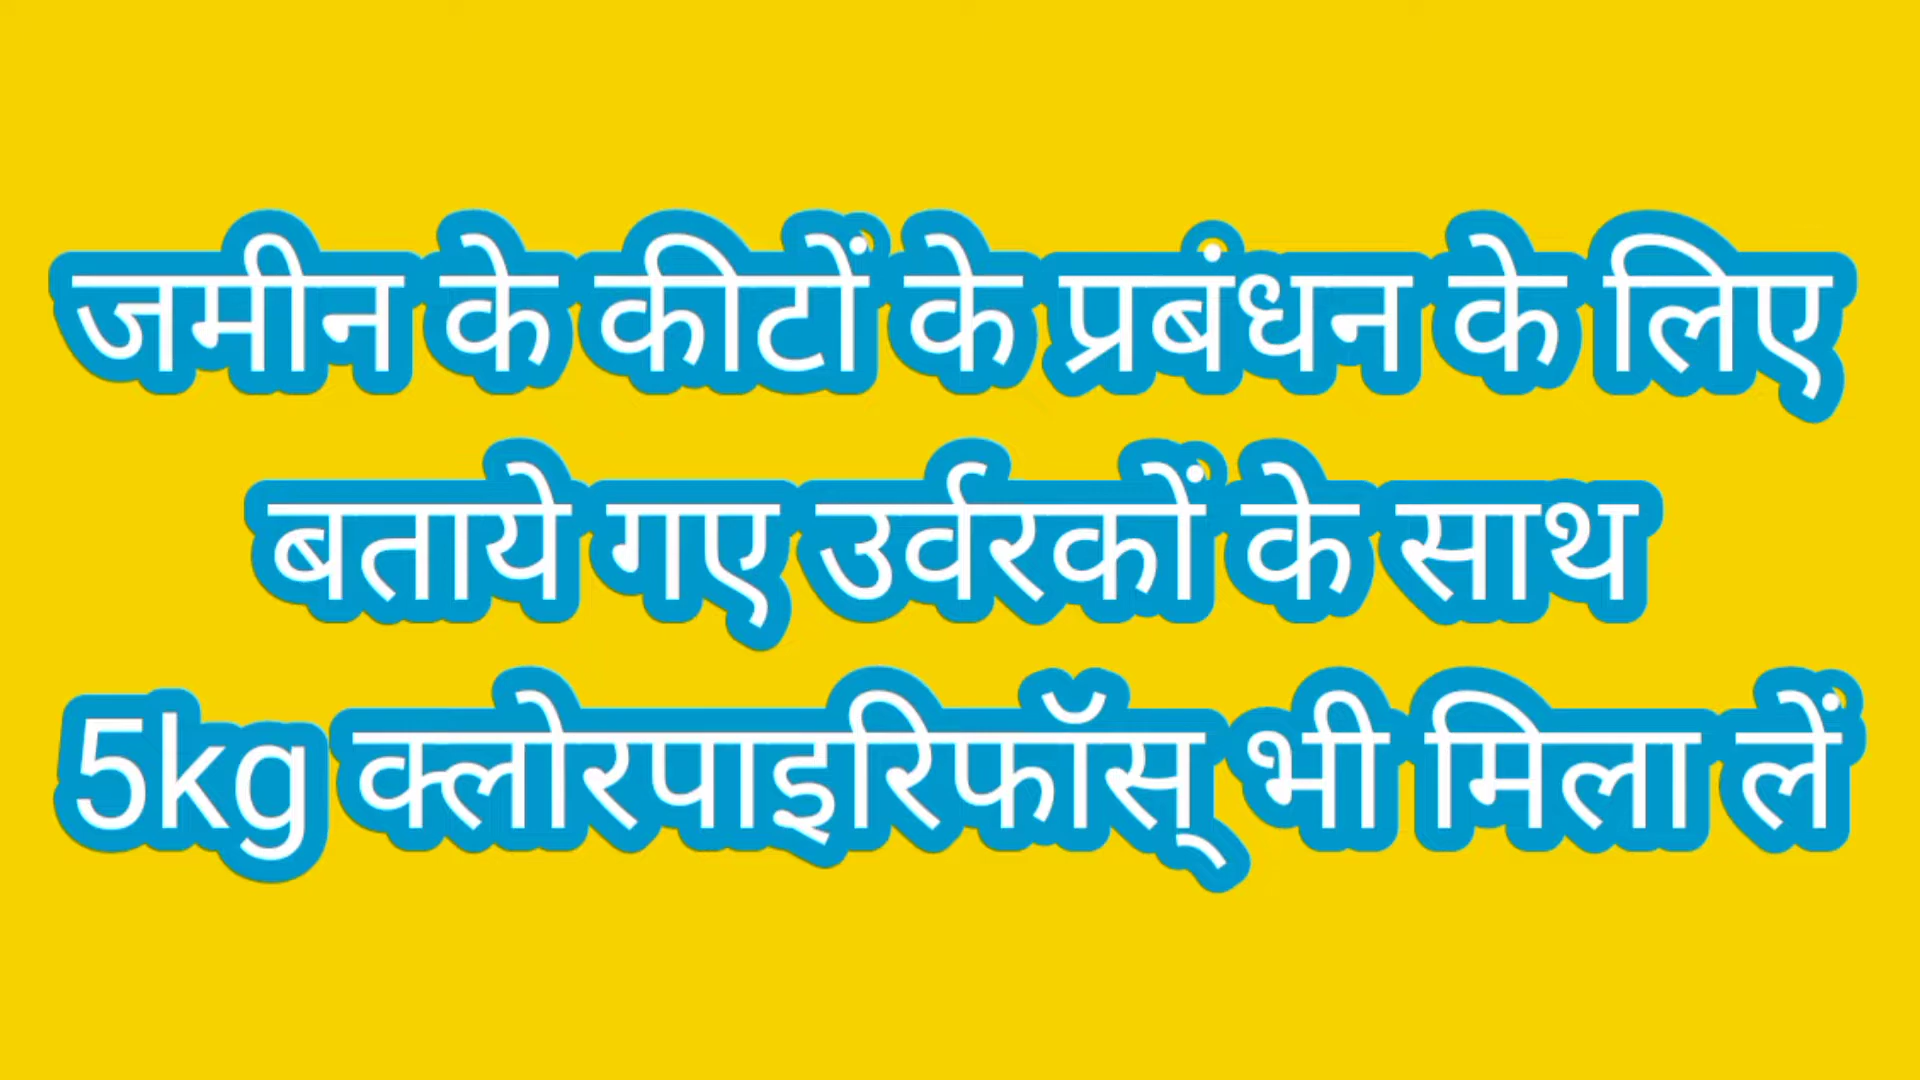 जमीन के कीटों के प्रबंधन के लिए
बताये गए उर्वरकों के साथ
5kg क्लोरपाइरिफॉस् भी मिला लें